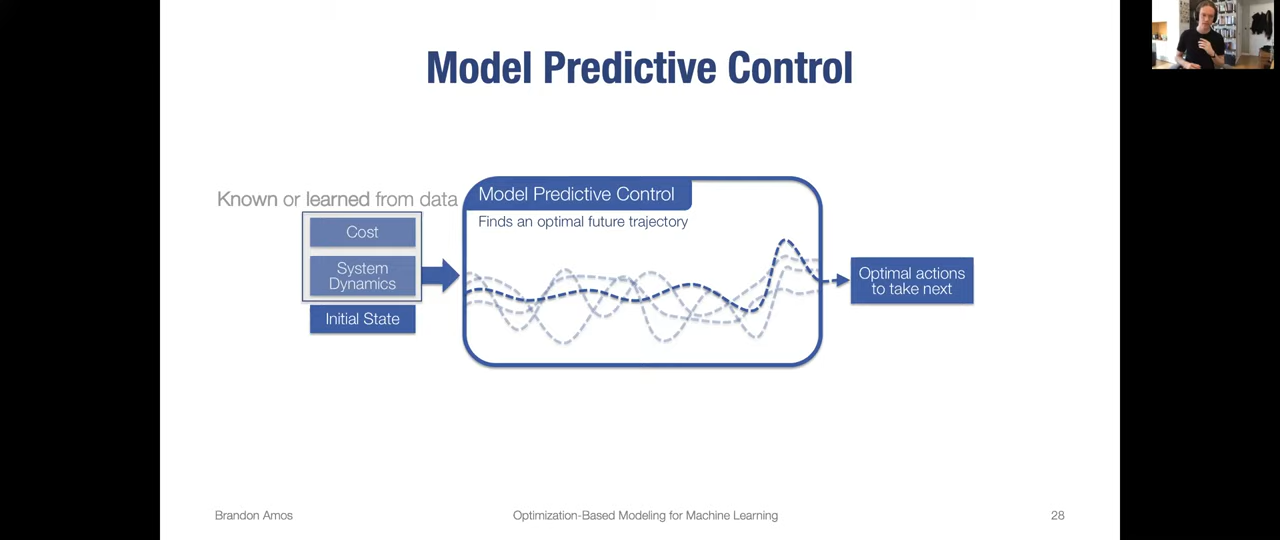 Model Predictive Control
Known or learned from data
Cost
System
Dynamics
Initial State
Model Predictive Control
Finds an optimal future trajectory
Optimal actions
to take next
Brandon Amos
Optimization-Based Modeling for Machine Learning
28